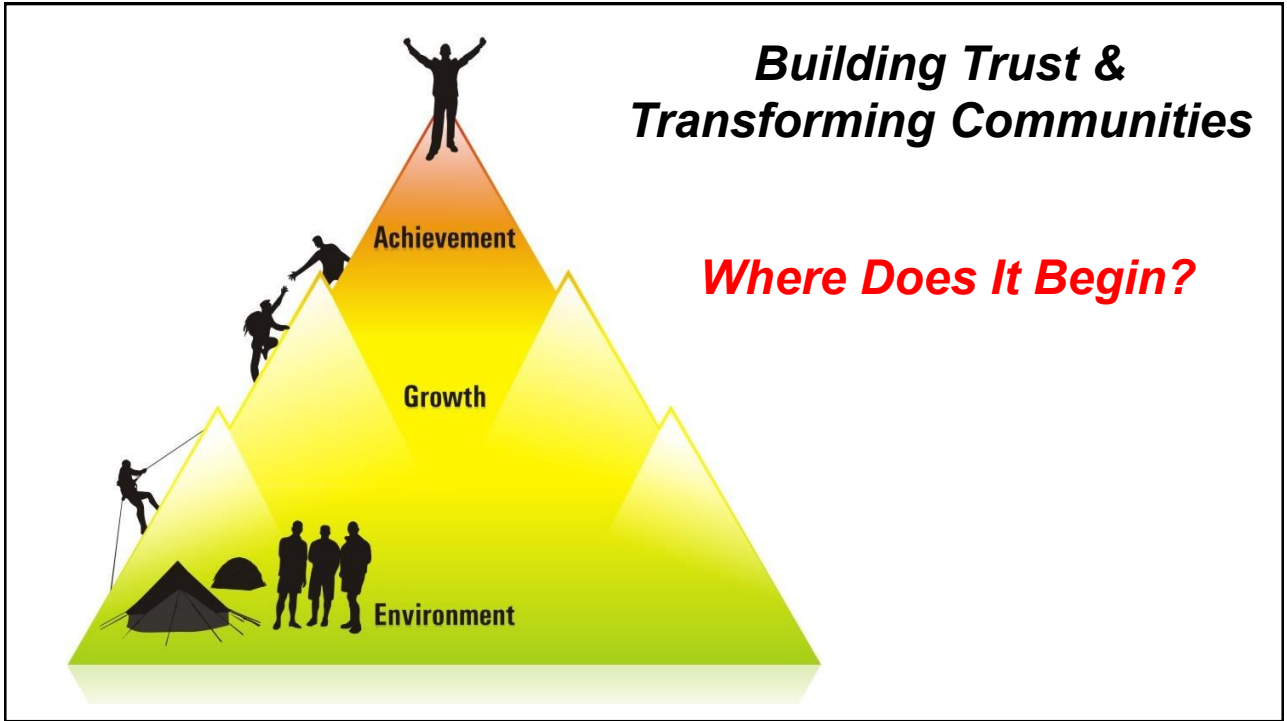 Building Trust &
Transforming Communities
Where Does It Begin?
Achievement
Growth
Environment